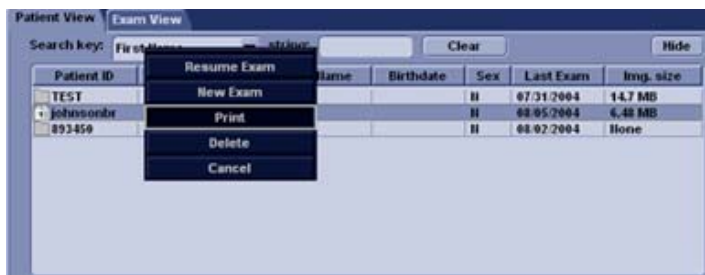 Patient View Exam View
Search key: First Name string: Clear Hide
Patient ID Name Birthdate Sex Last Exam Img. size
Resume Exam
New Exam
Print
Delete
Cancel
TEST N 07/31/2004 14.7 MB
johnsonbr N 08/05/2004 6.48 MB
893450 N 08/02/2004 None